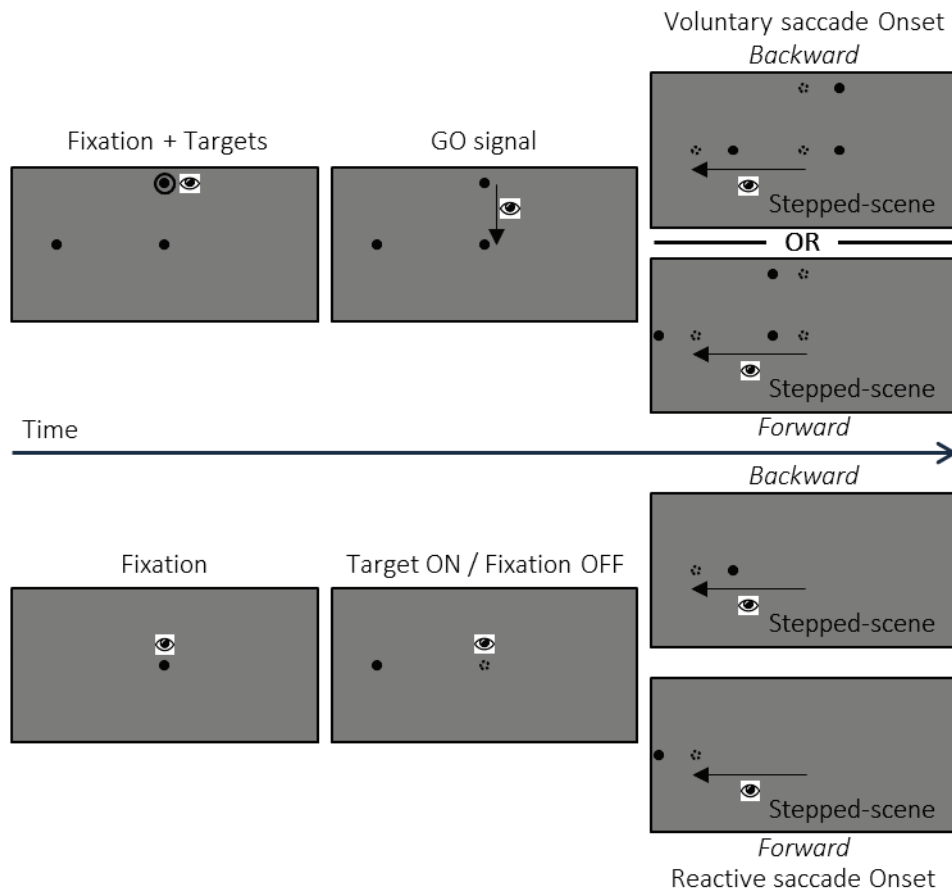 Voluntary saccade Onset
Backward
Fixation + Targets
GO signal
Stepped-scene
OR
Stepped-scene
Forward
Time
Backward
Fixation
Target ON / Fixation OFF
Stepped-scene
Stepped-scene
Forward
Reactive saccade Onset